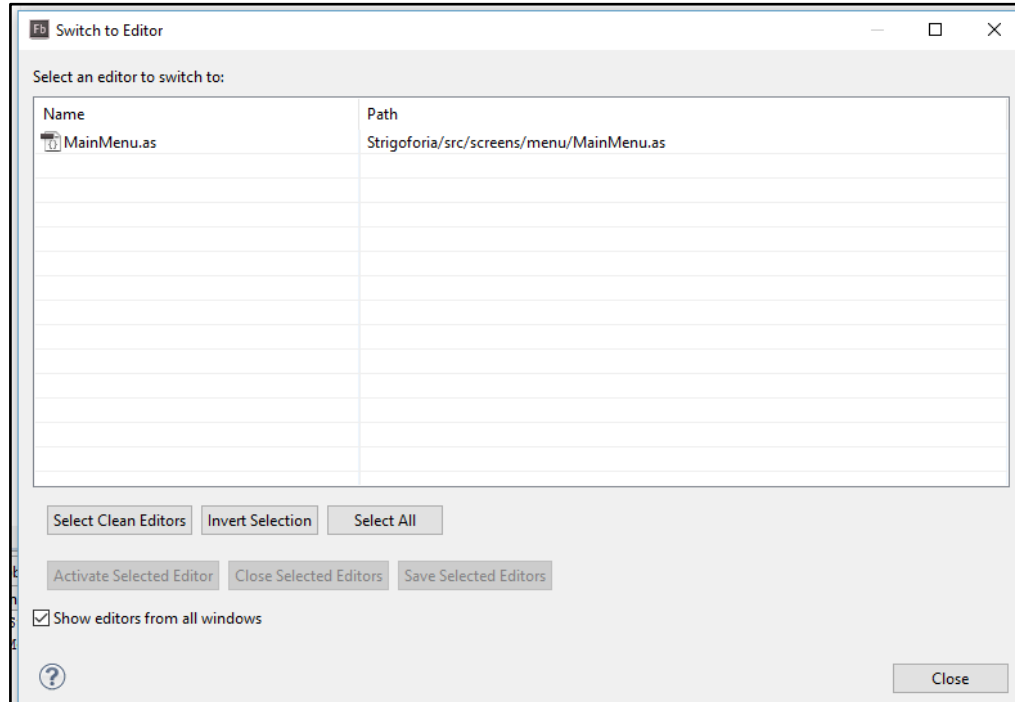 Fb Switch to Editor
Select an editor to switch to:
Name Path
MainMenu.as Strigoforia/src/screens/menu/MainMenu.as
Select Clean Editors Invert Selection Select All
Activate Selected Editor Close Selected Editors Save Selected Editors
Show editors from all windows
?
Close